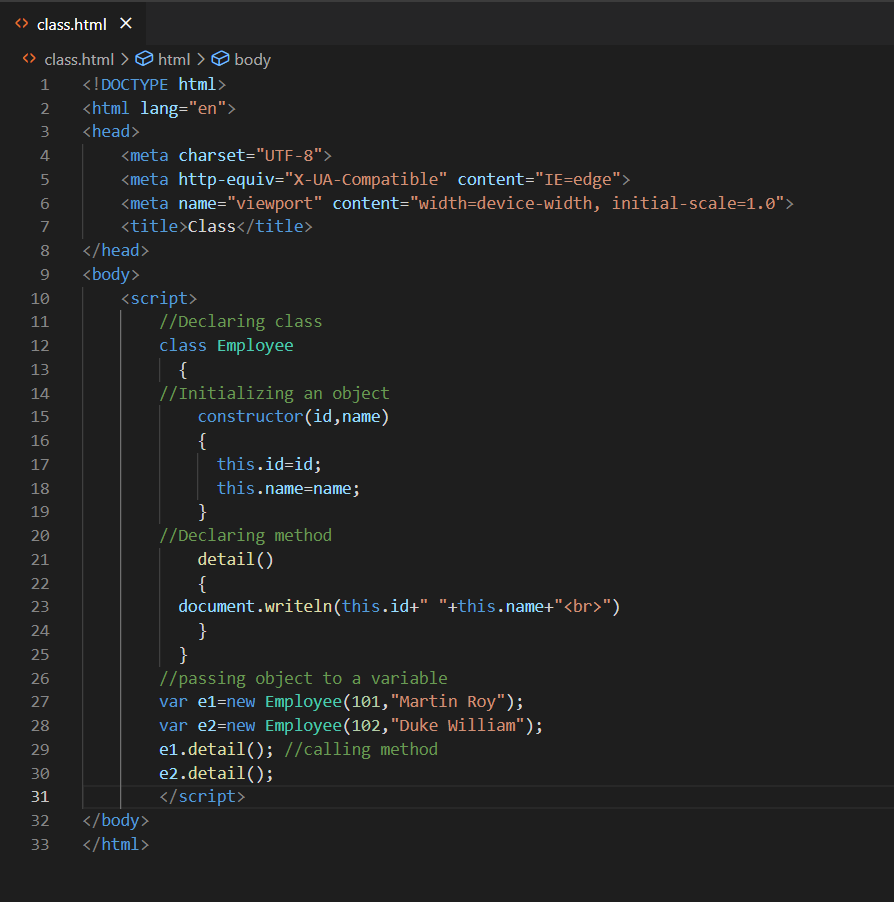 class.html
class.html > html > body
1 <!DOCTYPE html>
2 <html lang="en">
3 <head>
4     <meta charset="UTF-8">
5     <meta http-equiv="X-UA-Compatible" content="IE=edge">
6     <meta name="viewport" content="width=device-width, initial-scale=1.0">
7     <title>Class</title>
8 </head>
9 <body>
10     <script>
11         //Declaring class
12         class Employee
13           {
14         //Initializing an object
15             constructor(id,name)
16             {
17               this.id=id;
18               this.name=name;
19             }
20         //Declaring method
21             detail()
22             {
23           document.writeln(this.id+" "+this.name+"<br>")
24             }
25           }
26         //passing object to a variable
27         var e1=new Employee(101,"Martin Roy");
28         var e2=new Employee(102,"Duke William");
29         e1.detail(); //calling method
30         e2.detail();
31         </script>
32 </body>
33 </html>